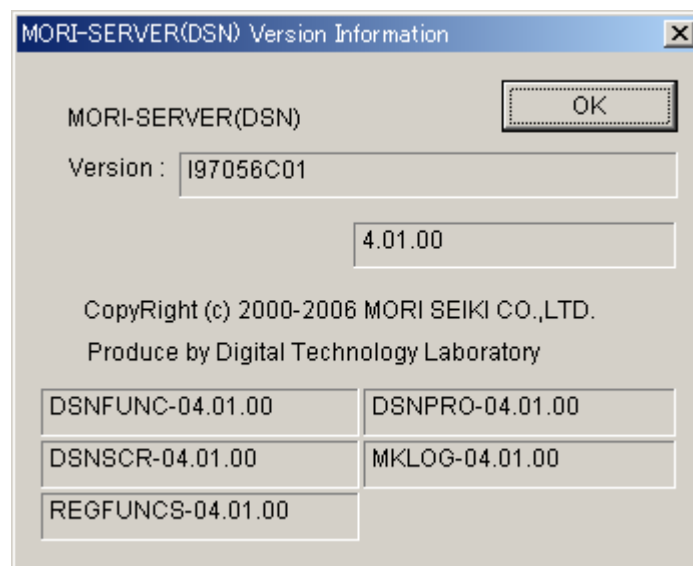 MORI-SERVER(DSN) Version Information
OK
MORI-SERVER(DSN)
Version : I97056C01
4.01.00
CopyRight (c) 2000-2006 MORI SEIKI CO.,LTD.
Produce by Digital Technology Laboratory
DSNFUNC-04.01.00 DSNPRO-04.01.00
DSNSCR-04.01.00 MKLOG-04.01.00
REGFUNCS-04.01.00